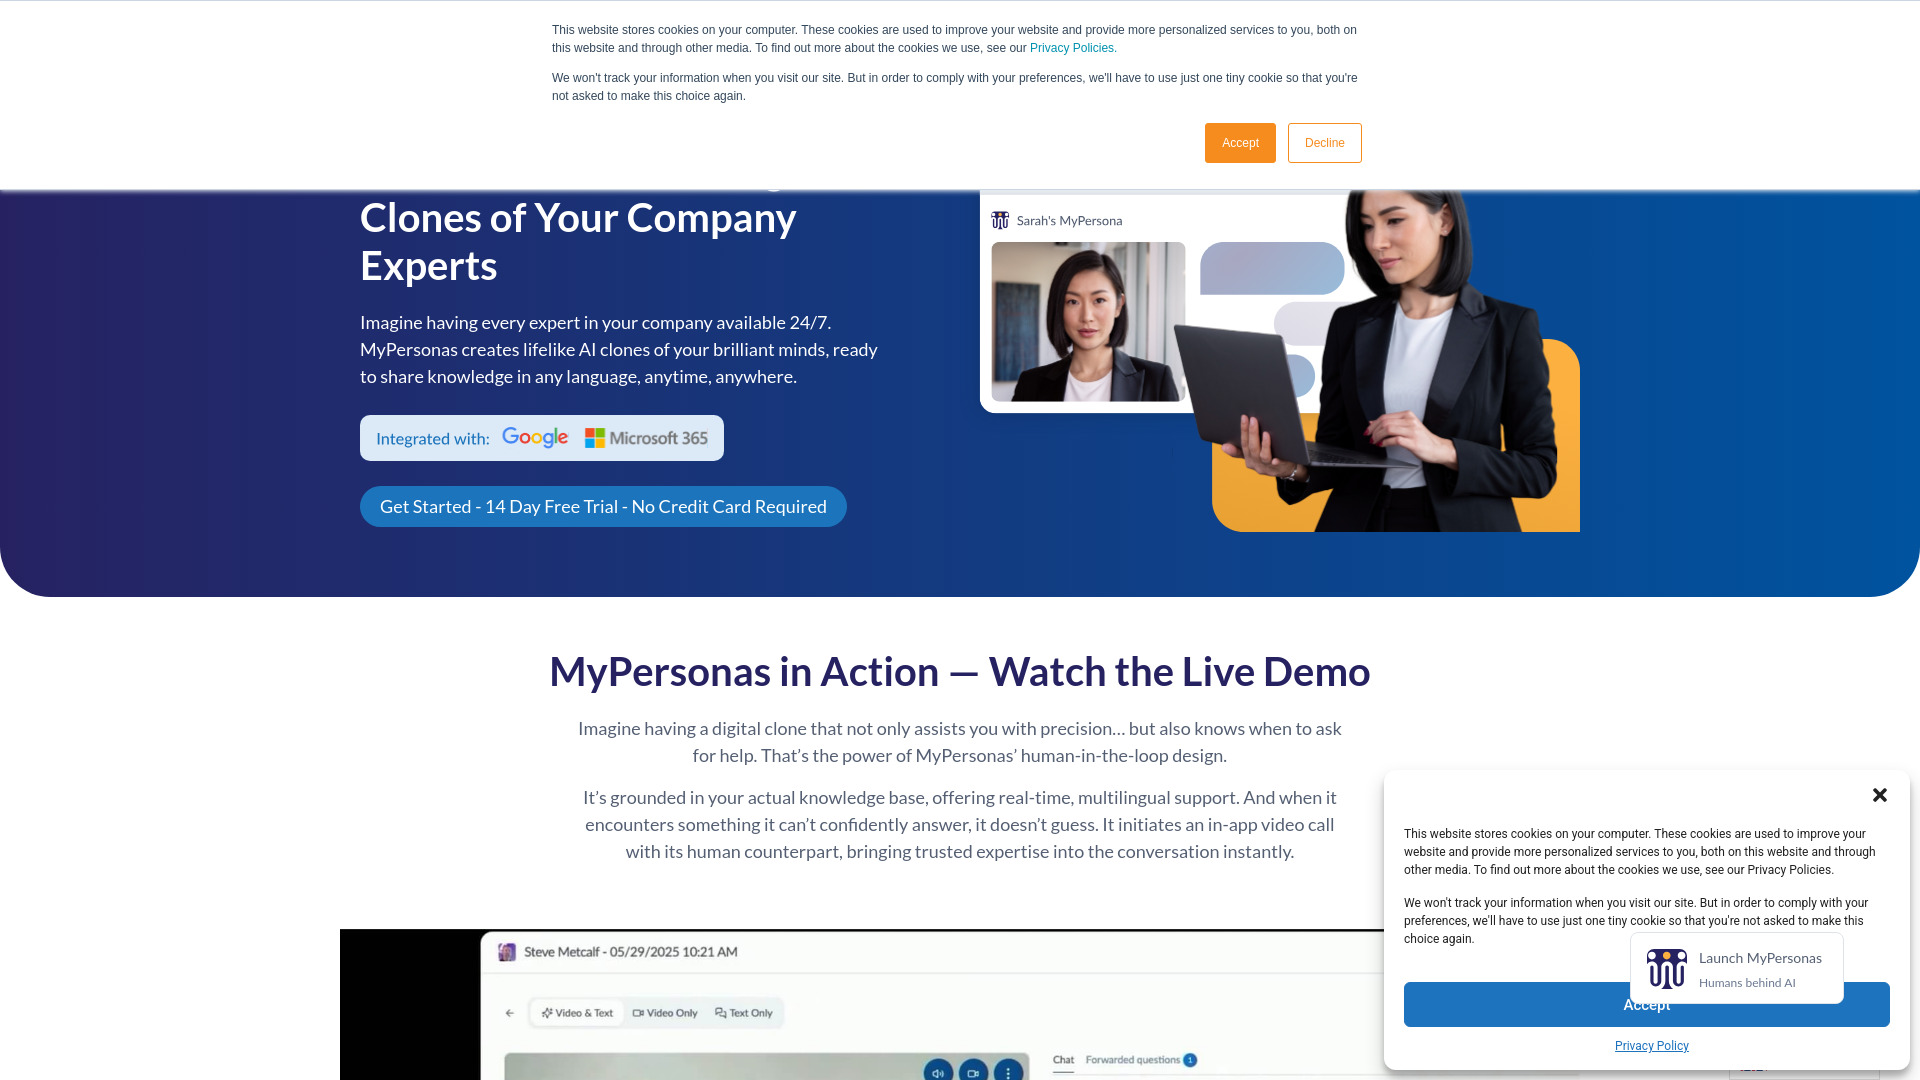 This website stores cookies on your computer. These cookies are used to improve your website and provide more personalized services to you, both on
this website and through other media. To find out more about the cookies we use, see our Privacy Policies.
We won't track your information when you visit our site. But in order to comply with your preferences, we'll have to use just one tiny cookie so that you're
not asked to make this choice again.
Accept
Decline
Clones of Your Company
Experts
Imagine having every expert in your company available 24/7.
MyPersonas creates lifelike AI clones of your brilliant minds, ready
to share knowledge in any language, anytime, anywhere.
Integrated with: Google Microsoft 365
Get Started - 14 Day Free Trial - No Credit Card Required
Sarah's MyPersona
MyPersonas in Action — Watch the Live Demo
Imagine having a digital clone that not only assists you with precision… but also knows when to ask
for help. That’s the power of MyPersonas’ human-in-the-loop design.
It’s grounded in your actual knowledge base, offering real-time, multilingual support. And when it
encounters something it can’t confidently answer, it doesn’t guess. It initiates an in-app video call
with its human counterpart, bringing trusted expertise into the conversation instantly.
Steve Metcalf - 05/29/2025 10:21 AM
Video & Text
Video Only
Text Only
Chat
Forwarded questions 1
This website stores cookies on your computer. These cookies are used to improve your
website and provide more personalized services to you, both on this website and through
other media. To find out more about the cookies we use, see our Privacy Policies.
We won't track your information when you visit our site. But in order to comply with your
preferences, we'll have to use just one tiny cookie so that you're not asked to make this
choice again.
Launch MyPersonas
Humans behind AI
Accept
Privacy Policy